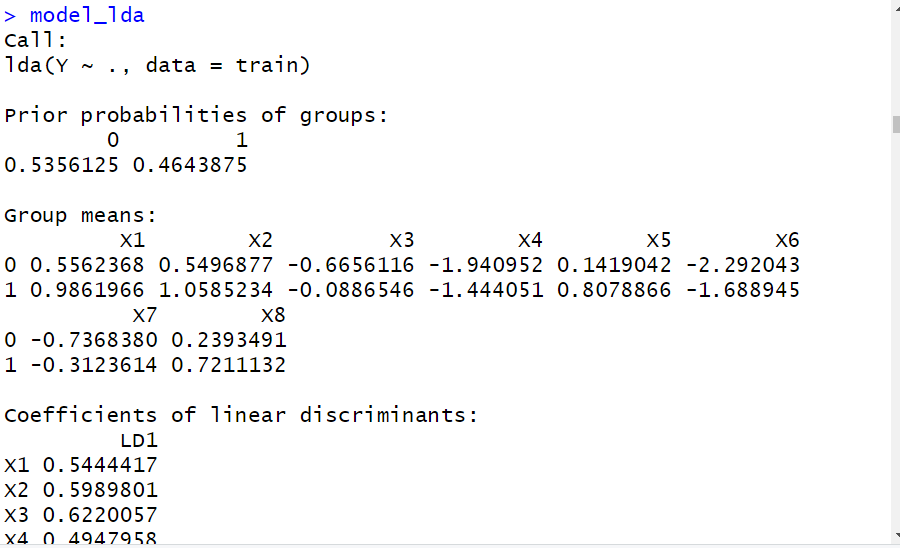 > model_lda
Call:
lda(Y ~ ., data = train)
Prior probabilities of groups:
0 1
0.5356125 0.4643875
Group means:
X1 X2 X3 X4 X5 X6
0 0.5562368 0.5496877 -0.6656116 -1.940952 0.1419042 -2.292043
1 0.9861966 1.0585234 -0.0886546 -1.444051 0.8078866 -1.688945
X7 X8
0 -0.7368380 0.2393491
1 -0.3123614 0.7211132
Coefficients of linear discriminants:
LD1
X1 0.5444417
X2 0.5989801
X3 0.6220057
X4 0.4947958